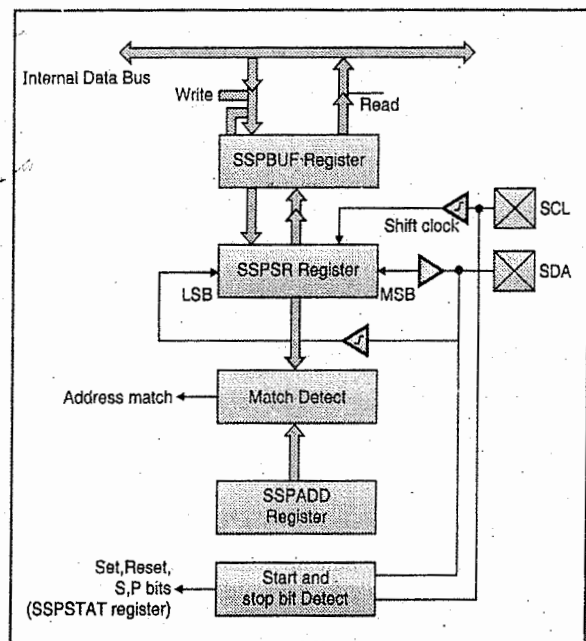 Internal Data Bus
Write
Read
SSPBUF Register
Shift clock
SCL
SSPSR Register
LSB
MSB
SDA
Address match
Match Detect
SSPADD
Register
Set,Reset,
S,P bits
(SSPSTAT register)
Start and
stop bit Detect